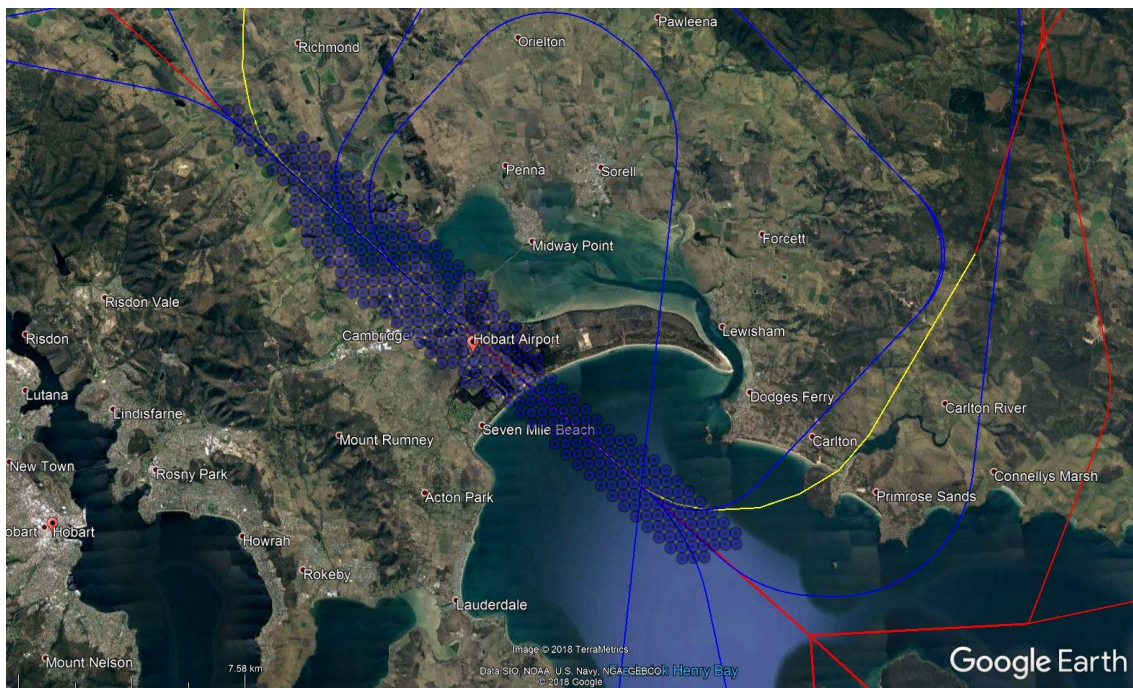 Pawleena
Richmond
Orielton
Penna
Sorell
Midway Point
Forcett
Risdon Vale
Risdon
Cambridge
Hobart Airport
Lewisham
Lutana
Lindisfarne
Dodges Ferry
Carlton River
Mount Rumney
Seven Mile Beach
Carlton
New Town
Rosny Park
Acton Park
Connellys Marsh
Primrose Sands
obart
Hobart
Howrah
Rokeby
Lauderdale
Mount Nelson
7.58 km
Image © 2018 TerraMetrics
Data SIO, NOAA, U.S. Navy, NGA, GEBCO
© 2018 Google
Henry Bay
Google Earth